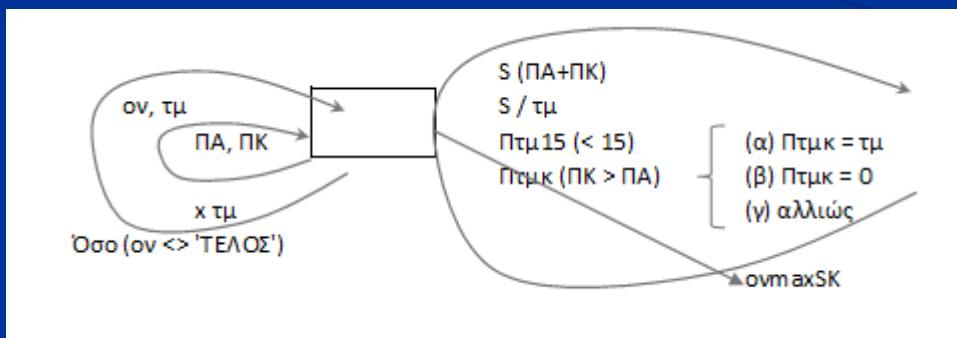 ον, τμ
ΠΑ, ΠΚ
x τμ
Όσο (ον <> 'ΤΕΛΟΣ')
S (ΠΑ+ΠΚ)
S / τμ
Πτμ15 (< 15)
Πτμκ (ΠΚ > ΠΑ)
(α) Πτμκ = τμ
(β) Πτμκ = 0
(γ) αλλιώς
ονmaxSK